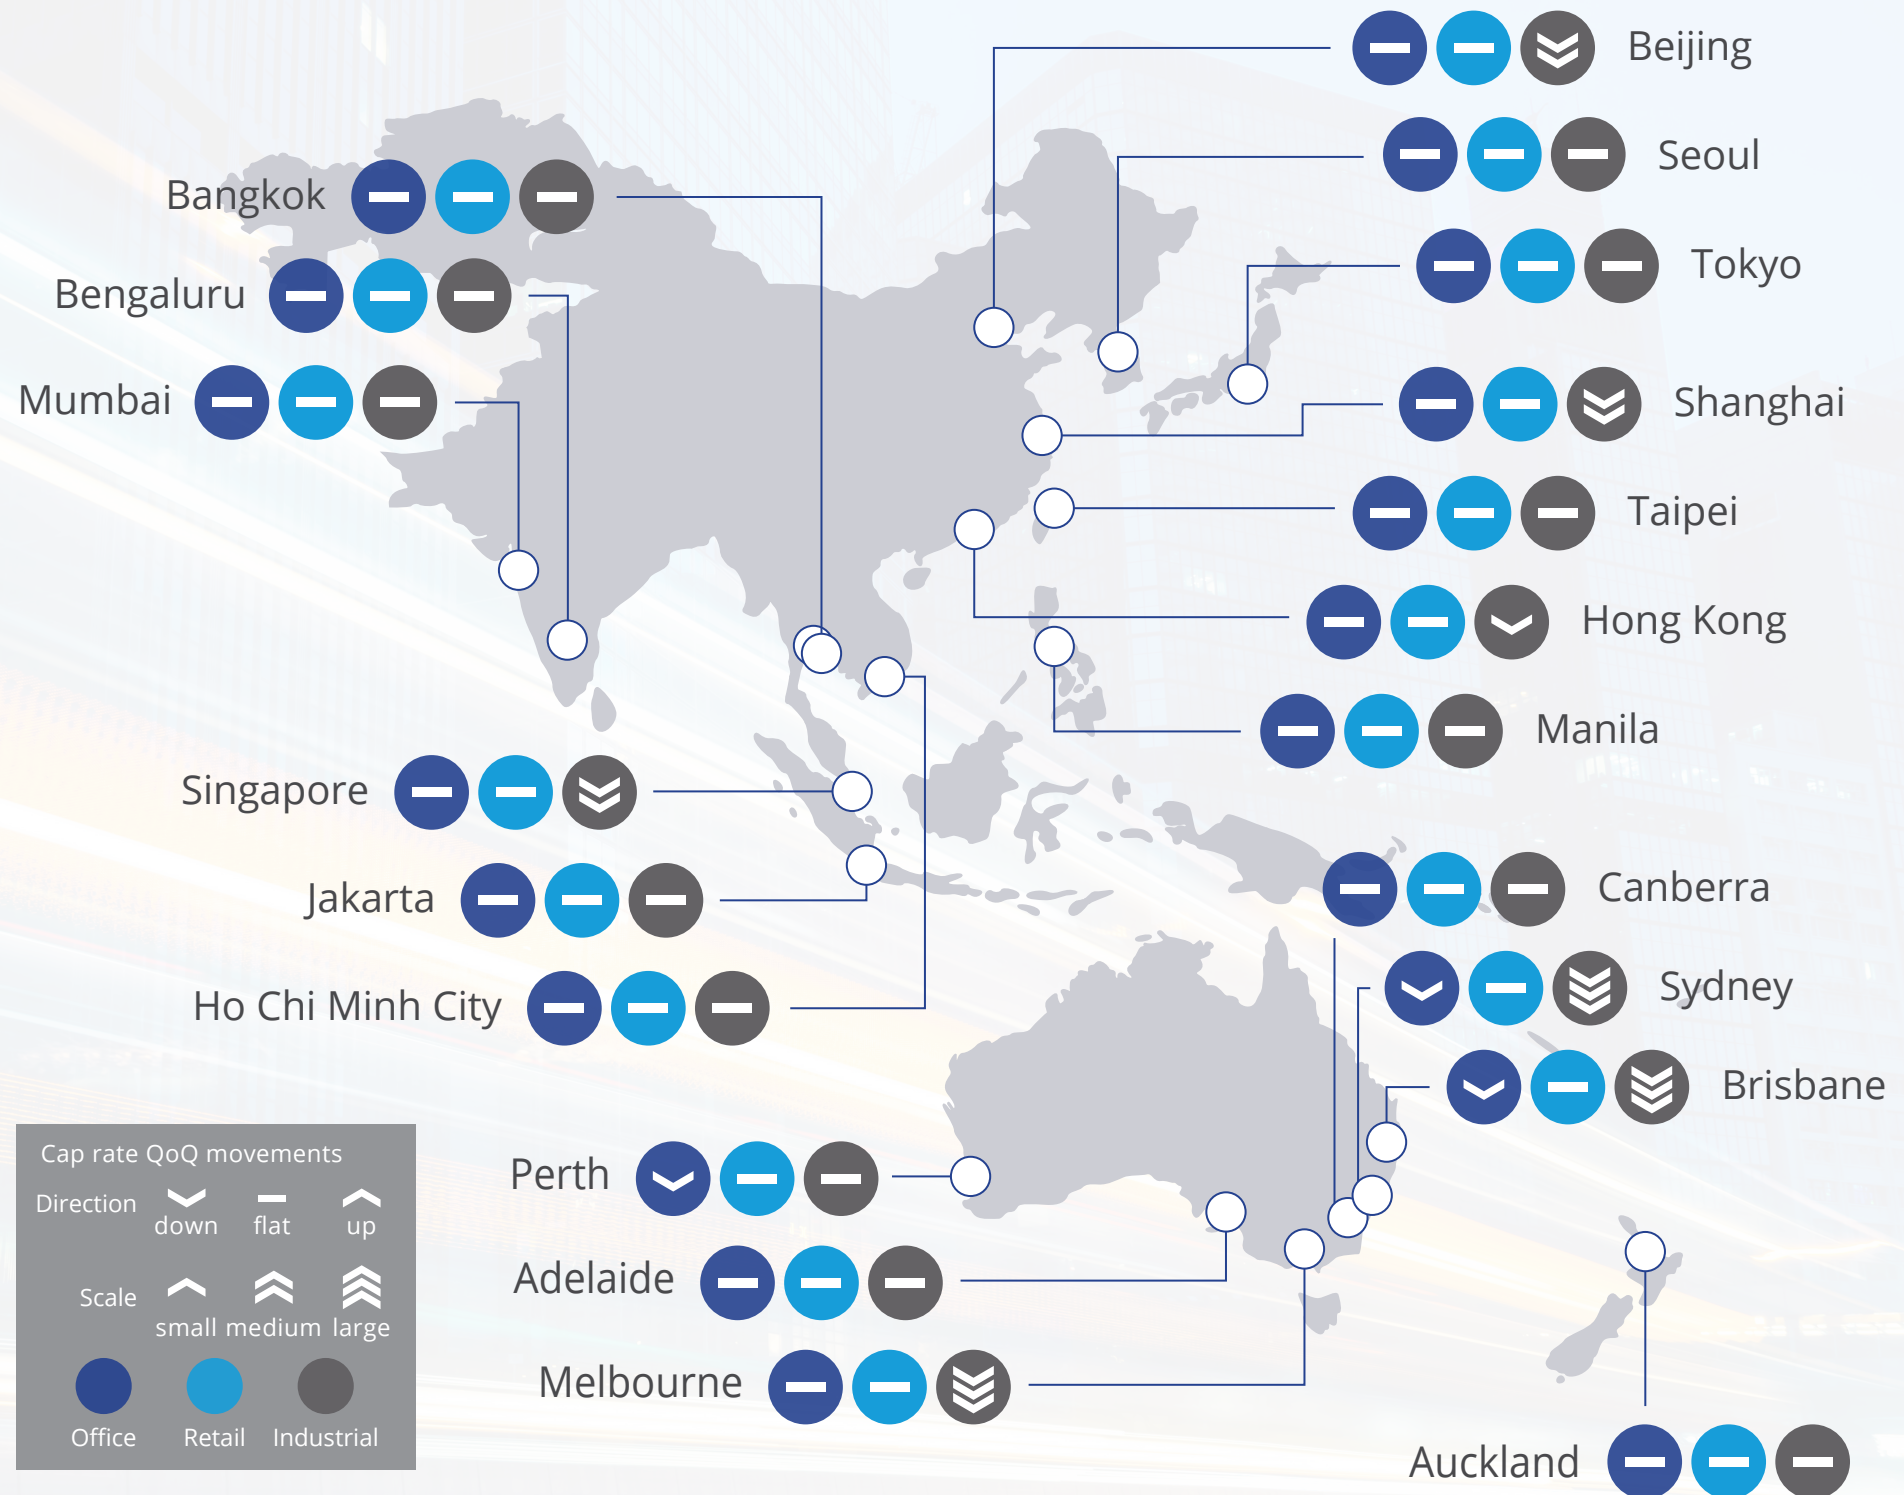 Beijing
Seoul
Bangkok
Tokyo
Bengaluru
Mumbai
Shanghai
Taipei
Hong Kong
Manila
Singapore
Canberra
Jakarta
Sydney
Ho Chi Minh City
Brisbane
Perth
Adelaide
Melbourne
Auckland
Cap rate QoQ movements
Direction
down flat up
Scale
small medium large
Office Retail Industrial